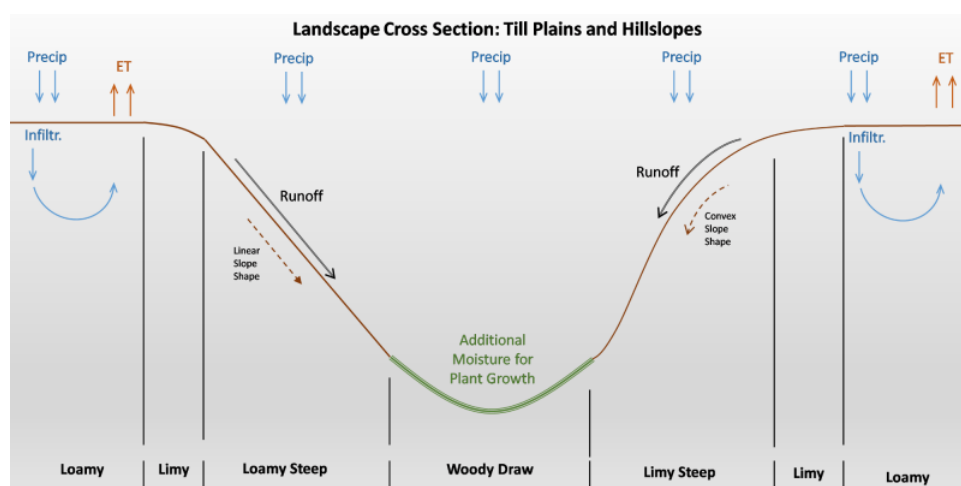 Landscape Cross Section: Till Plains and Hillslopes
Precip
ET
Precip
Precip
Precip
Precip
ET
Infiltr.
Infiltr.
Runoff
Runoff
Linear
Slope
Shape
Convex
Slope
Shape
Additional
Moisture for
Plant Growth
Loamy
Limy
Loamy Steep
Woody Draw
Limy Steep
Limy
Loamy